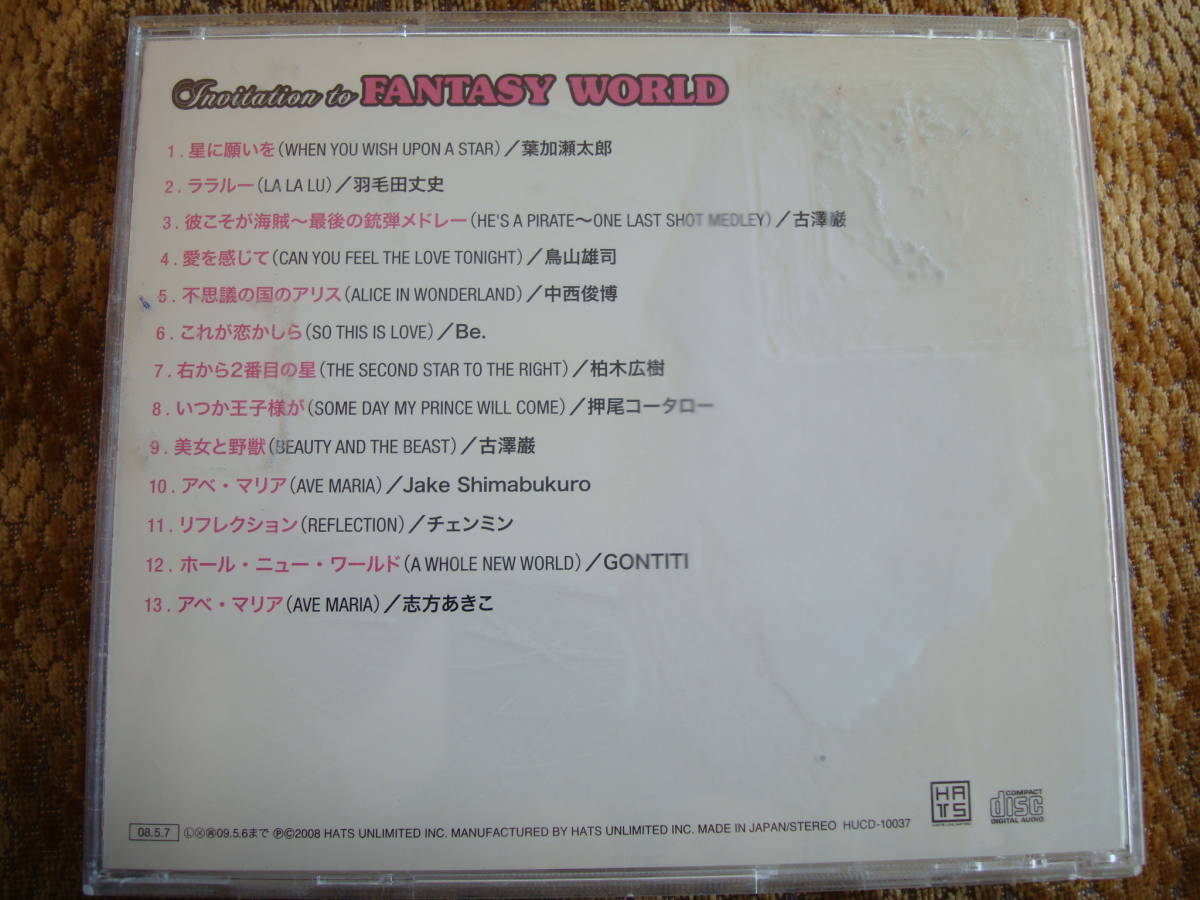 Invitation to FANTASY WORLD
1. 星に願いを(WHEN YOU WISH UPON A STAR)／葉加瀬太郎
2. ララルー(LA LA LU)／羽毛田丈史
3. 彼こそが海賊～最後の銃弾メドレー(HE'S A PIRATE～ONE LAST SHOT MEDLEY)／古澤巌
4. 愛を感じて(CAN YOU FEEL THE LOVE TONIGHT)／鳥山雄司
5. 不思議の国のアリス(ALICE IN WONDERLAND)／中西俊博
6. これが恋かしら(SO THIS IS LOVE)／Be.
7. 右から2番目の星(THE SECOND STAR TO THE RIGHT)／柏木広樹
8. いつか王子様が(SOME DAY MY PRINCE WILL COME)／押尾コータロー
9. 美女と野獣(BEAUTY AND THE BEAST)／古澤巌
10. アベ・マリア(AVE MARIA)／Jake Shimabukuro
11. リフレクション(REFLECTION)／チェンミン
12. ホール・ニュー・ワールド(A WHOLE NEW WORLD)／GONTITI
13. アベ・マリア(AVE MARIA)／志方あきこ
HATS
HATS UNLIMITED
COMPACT
disc
DIGITAL AUDIO
08.5.7 ⓁⓍ㊢09.5.6まで ℗©2008 HATS UNLIMITED INC. MANUFACTURED BY HATS UNLIMITED INC. MADE IN JAPAN/STEREO HUCD-10037